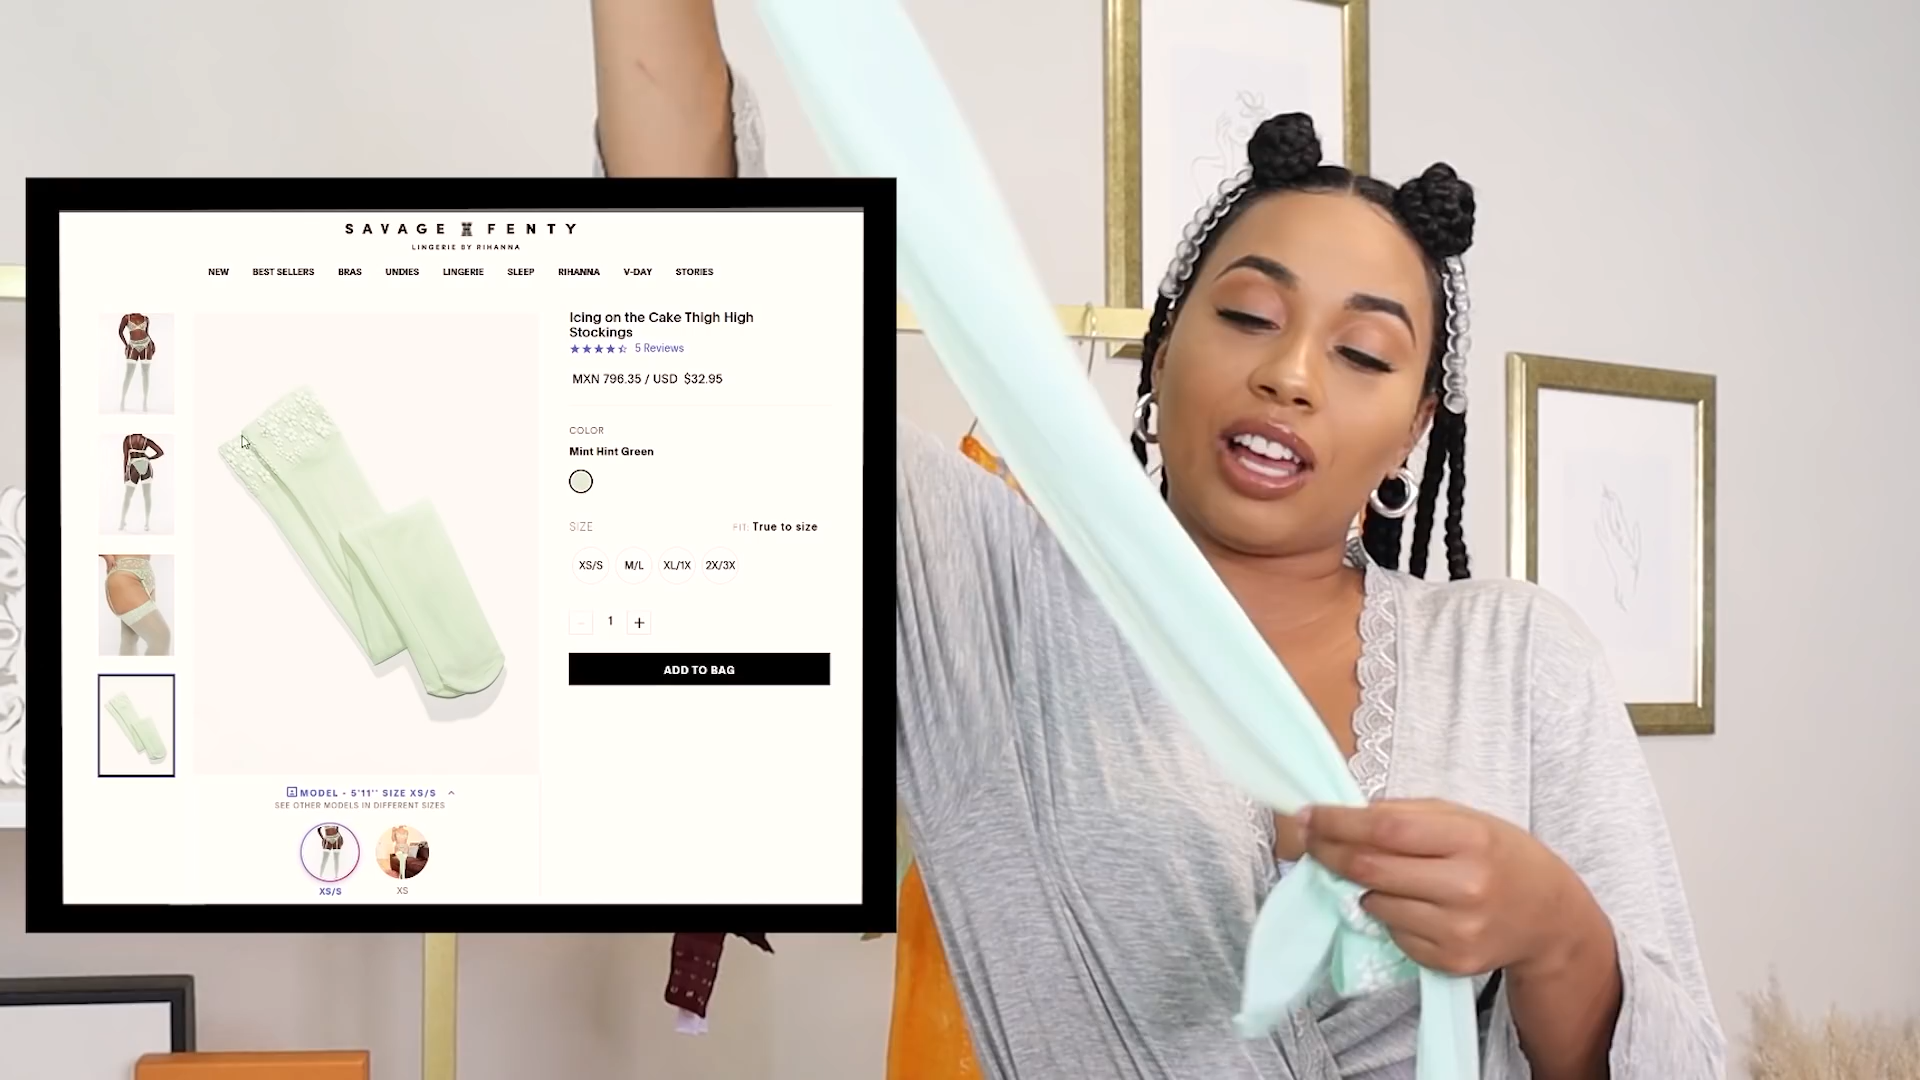 SAVAGE X FENTY
LINGERIE BY RIHANNA
NEW BEST SELLERS BRAS UNDIES LINGERIE SLEEP RIHANNA V-DAY STORIES
Icing on the Cake Thigh High
Stockings
5 Reviews
MXN 796.35 / USD $32.95
COLOR
Mint Hint Green
SIZE FIT: True to size
XS/S M/L XL/1X 2X/3X
- 1 +
ADD TO BAG
MODEL - 5'11'' SIZE XS/S
SEE OTHER MODELS IN DIFFERENT SIZES
XS/S XS